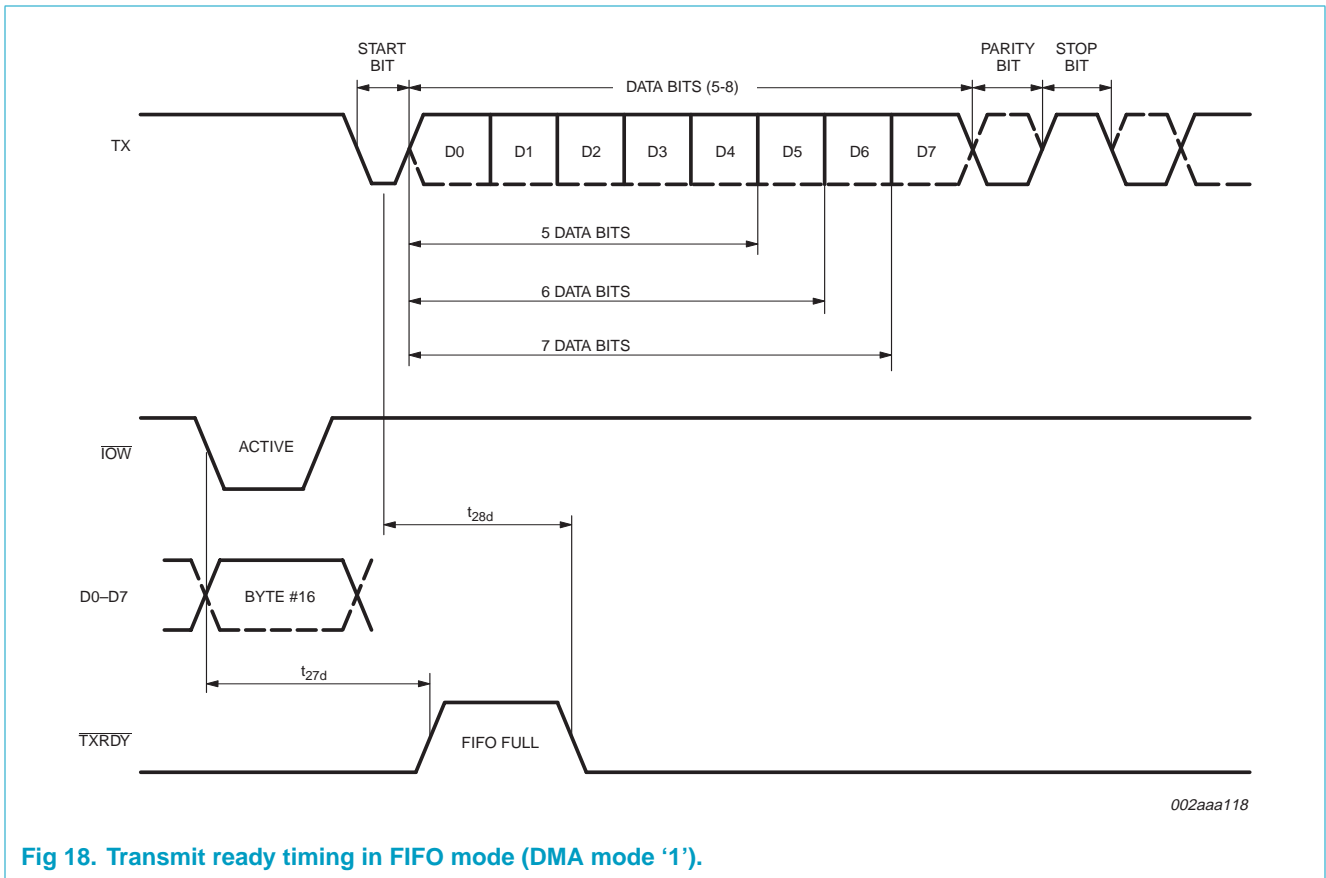 START
BIT
PARITY
BIT
STOP
BIT
DATA BITS (5-8)
TX
D0 D1 D2 D3 D4 D5 D6 D7
5 DATA BITS
6 DATA BITS
7 DATA BITS
IOW
ACTIVE
t28d
D0–D7
BYTE #16
t27d
TXRDY
FIFO FULL
002aaa118
Fig 18. Transmit ready timing in FIFO mode (DMA mode ‘1’).